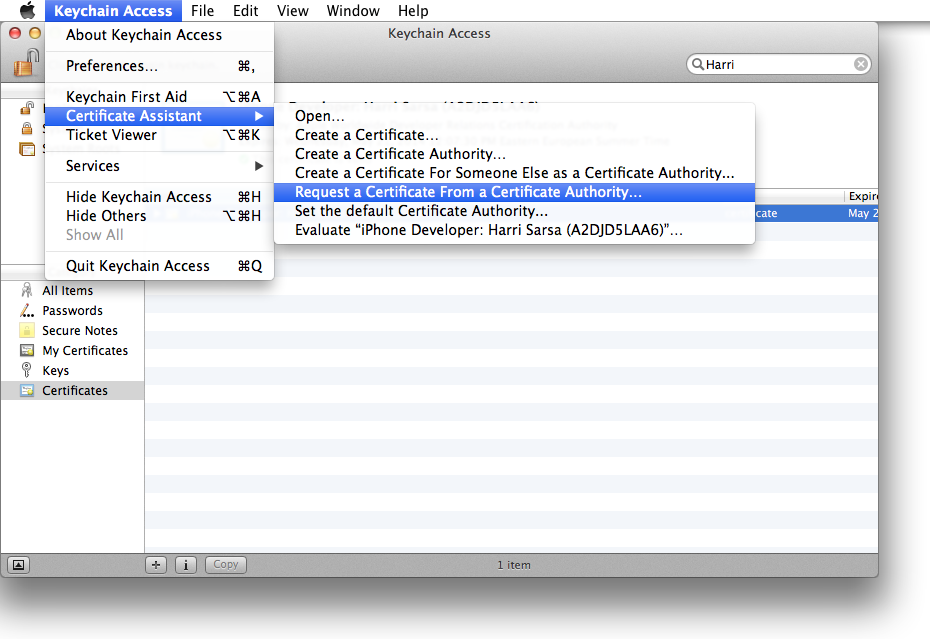 Keychain Access File Edit View Window Help
Keychain Access
About Keychain Access
Preferences... ⌘,
Harri
Keychain First Aid ⌥⌘A
Certificate Assistant ▶
Ticket Viewer ⌥⌘K
Services ▶
Hide Keychain Access ⌘H
Hide Others ⌥⌘H
Show All
Quit Keychain Access ⌘Q
Open...
Create a Certificate...
Create a Certificate Authority...
Create a Certificate For Someone Else as a Certificate Authority...
Request a Certificate From a Certificate Authority...
Set the default Certificate Authority...
Evaluate “iPhone Developer: Harri Sarsa (A2DJD5LAA6)”...
Expire
cate May 2
All Items
Passwords
Secure Notes
My Certificates
Keys
Certificates
Copy
1 item